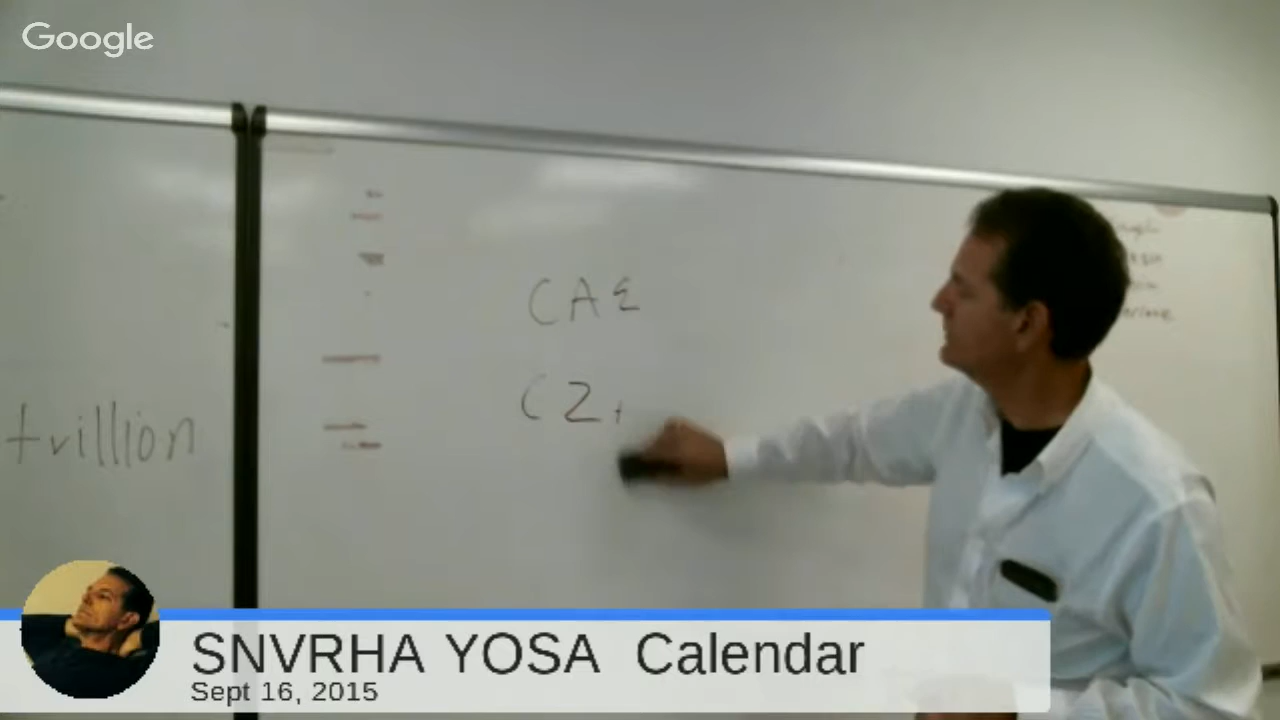 Google
CAE
CZ
trillion
SNVRHA YOSA Calendar
Sept 16, 2015